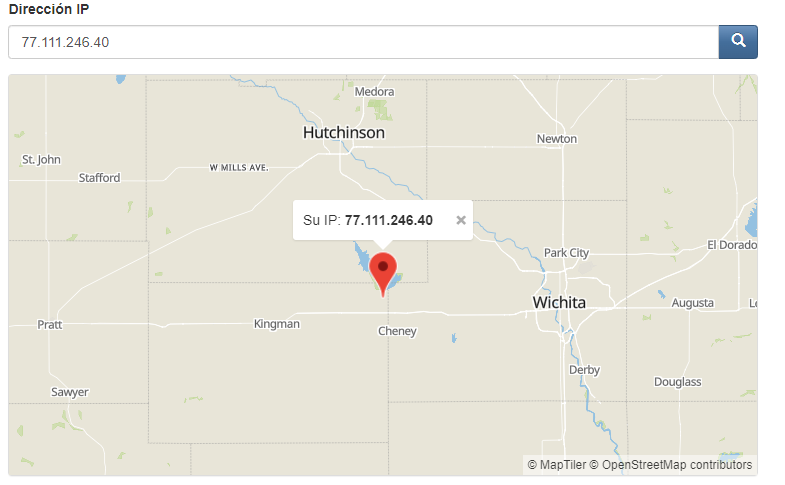 Dirección IP
77.111.246.40
Medora
Hutchinson
Newton
St. John
W MILLS AVE.
Stafford
Su IP: 77.111.246.40 ×
El Dorado
Park City
Wichita
Augusta
Pratt
Kingman
Cheney
Derby
Douglass
Sawyer
© MapTiler © OpenStreetMap contributors